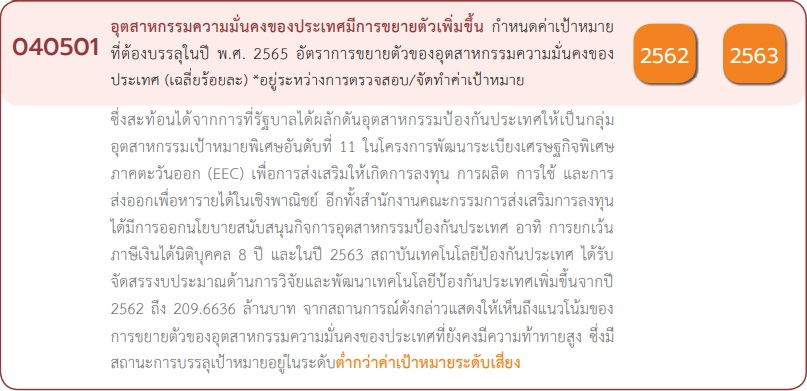 040501
อุตสาหกรรมความมั่นคงของประเทศมีการขยายตัวเพิ่มขึ้น กำหนดค่าเป้าหมาย
ที่ต้องบรรลุในปี พ.ศ. 2565 อัตราการขยายตัวของอุตสาหกรรมความมั่นคงของ
ประเทศ (เฉลี่ยร้อยละ) *อยู่ระหว่างการตรวจสอบ/จัดทำค่าเป้าหมาย
2562
2563
ซึ่งสะท้อนได้จากการที่รัฐบาลได้ผลักดันอุตสาหกรรมป้องกันประเทศให้เป็นกลุ่ม
อุตสาหกรรมเป้าหมายพิเศษอันดับที่ 11 ในโครงการพัฒนาระเบียงเศรษฐกิจพิเศษ
ภาคตะวันออก (EEC) เพื่อการส่งเสริมให้เกิดการลงทุน การผลิต การใช้ และการ
ส่งออกเพื่อหารายได้ในเชิงพาณิชย์ อีกทั้งสำนักงานคณะกรรมการส่งเสริมการลงทุน
ได้มีการออกนโยบายสนับสนุนกิจการอุตสาหกรรมป้องกันประเทศ อาทิ การยกเว้น
ภาษีเงินได้นิติบุคคล 8 ปี และในปี 2563 สถาบันเทคโนโลยีป้องกันประเทศ ได้รับ
จัดสรรงบประมาณด้านการวิจัยและพัฒนาเทคโนโลยีป้องกันประเทศเพิ่มขึ้นจากปี
2562 ถึง 209.6636 ล้านบาท จากสถานการณ์ดังกล่าวแสดงให้เห็นถึงแนวโน้มของ
การขยายตัวของอุตสาหกรรมความมั่นคงของประเทศที่ยังคงมีความท้าทายสูง ซึ่งมี
สถานะการบรรลุเป้าหมายอยู่ในระดับต่ำกว่าค่าเป้าหมายระดับเสี่ยง